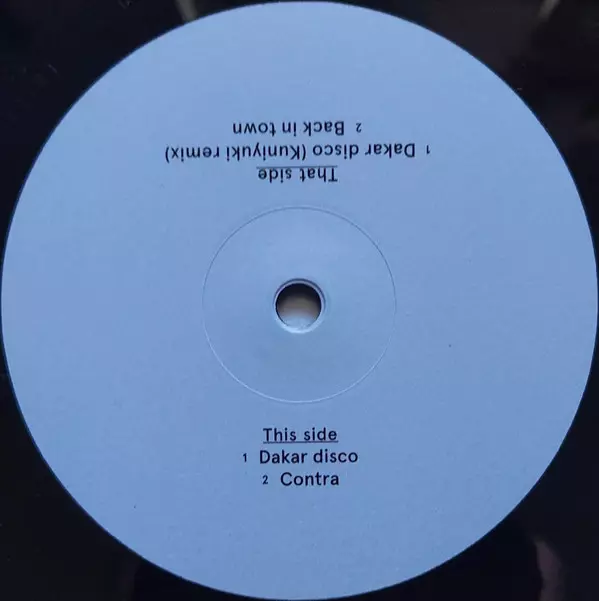 That side
1 Dakar disco (Kuniyuki remix)
2 Back in town
This side
1 Dakar disco
2 Contra